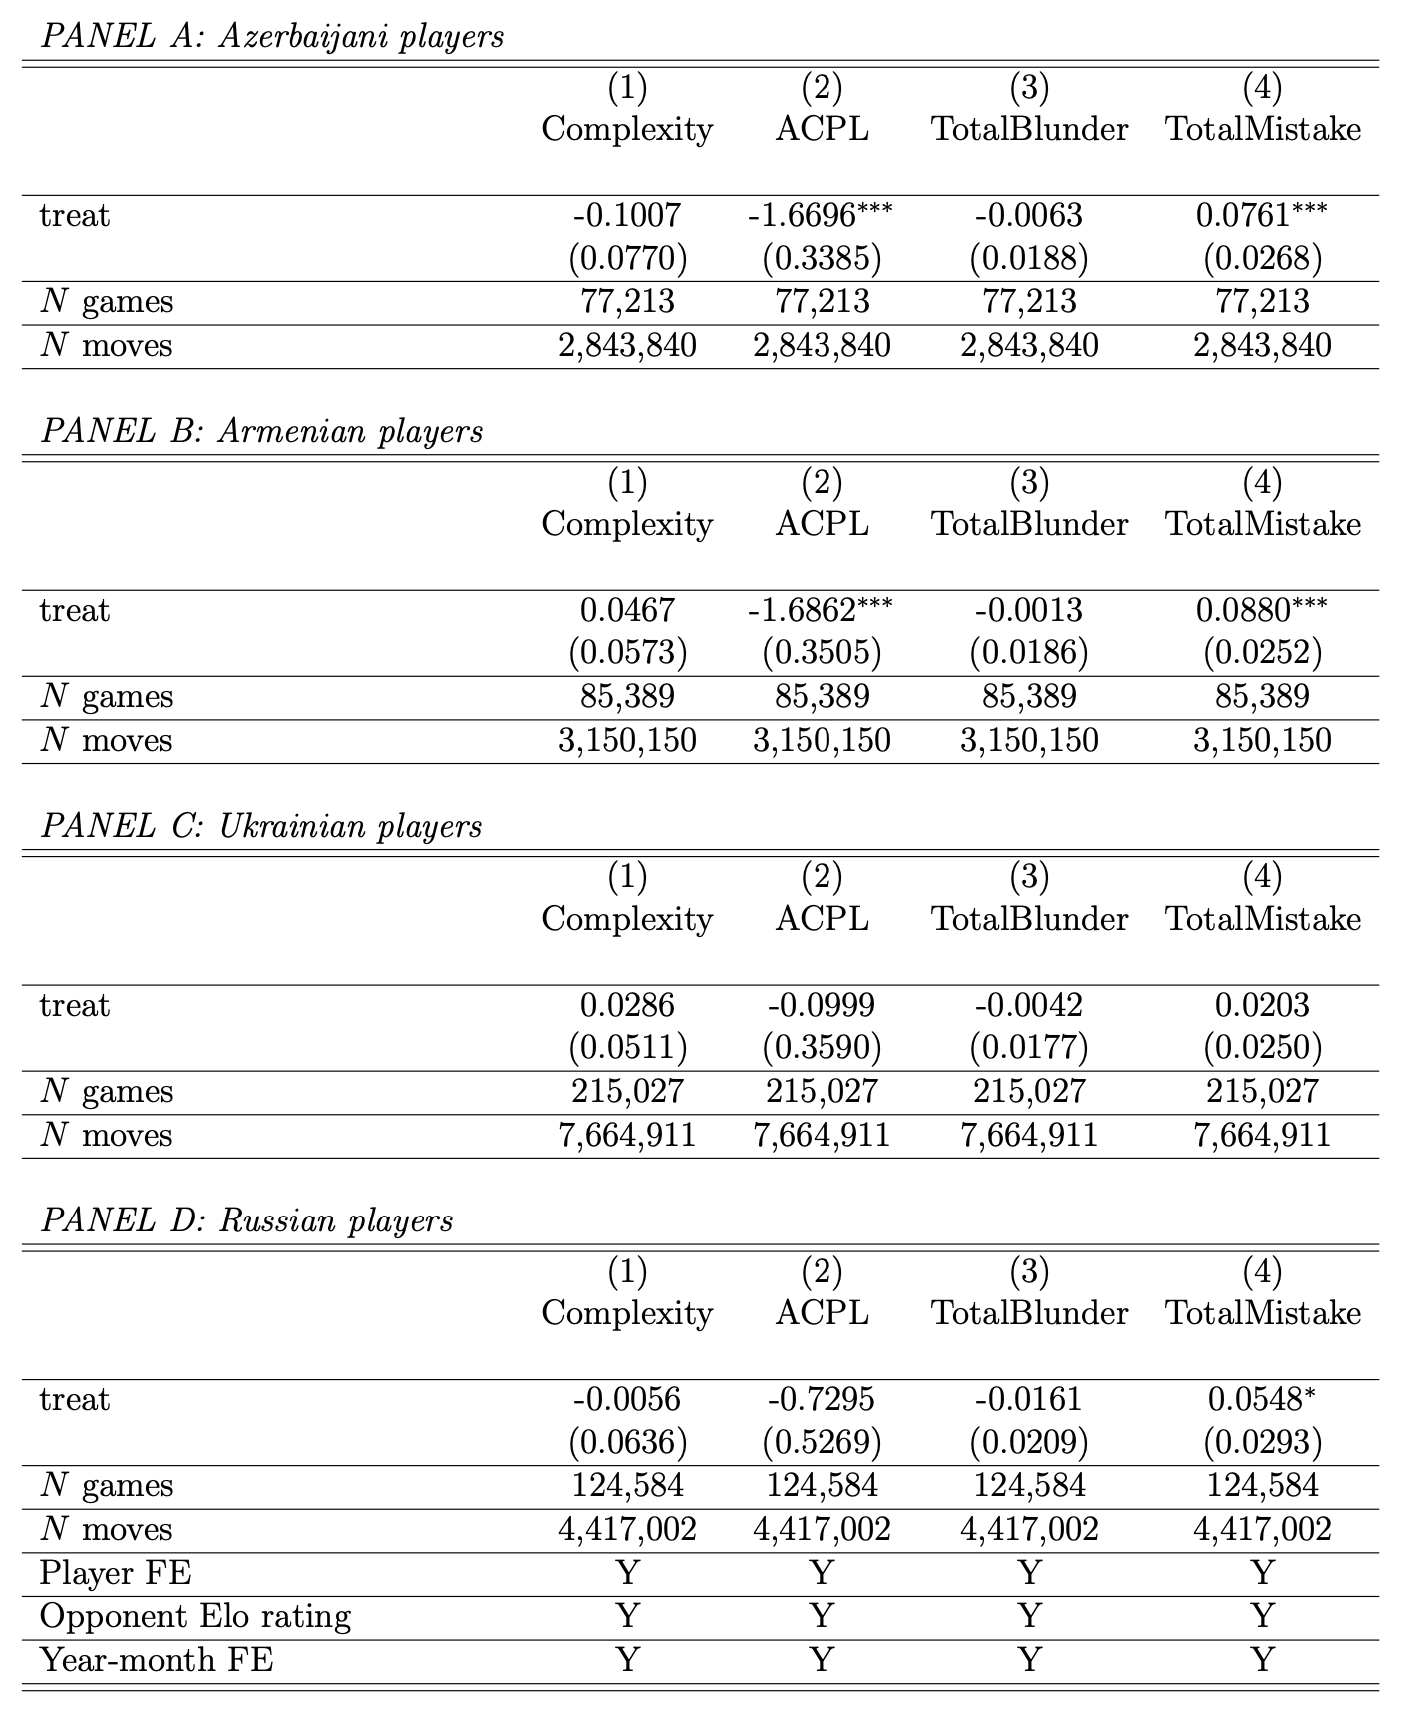 PANEL A: Azerbaijani players
(1) (2) (3) (4)
Complexity ACPL TotalBlunder TotalMistake
treat -0.1007 -1.6696*** -0.0063 0.0761***
(0.0770) (0.3385) (0.0188) (0.0268)
N games 77,213 77,213 77,213 77,213
N moves 2,843,840 2,843,840 2,843,840 2,843,840
PANEL B: Armenian players
(1) (2) (3) (4)
Complexity ACPL TotalBlunder TotalMistake
treat 0.0467 -1.6862*** -0.0013 0.0880***
(0.0573) (0.3505) (0.0186) (0.0252)
N games 85,389 85,389 85,389 85,389
N moves 3,150,150 3,150,150 3,150,150 3,150,150
PANEL C: Ukrainian players
(1) (2) (3) (4)
Complexity ACPL TotalBlunder TotalMistake
treat 0.0286 -0.0999 -0.0042 0.0203
(0.0511) (0.3590) (0.0177) (0.0250)
N games 215,027 215,027 215,027 215,027
N moves 7,664,911 7,664,911 7,664,911 7,664,911
PANEL D: Russian players
(1) (2) (3) (4)
Complexity ACPL TotalBlunder TotalMistake
treat -0.0056 -0.7295 -0.0161 0.0548*
(0.0636) (0.5269) (0.0209) (0.0293)
N games 124,584 124,584 124,584 124,584
N moves 4,417,002 4,417,002 4,417,002 4,417,002
Player FE Y Y Y Y
Opponent Elo rating Y Y Y Y
Year-month FE Y Y Y Y